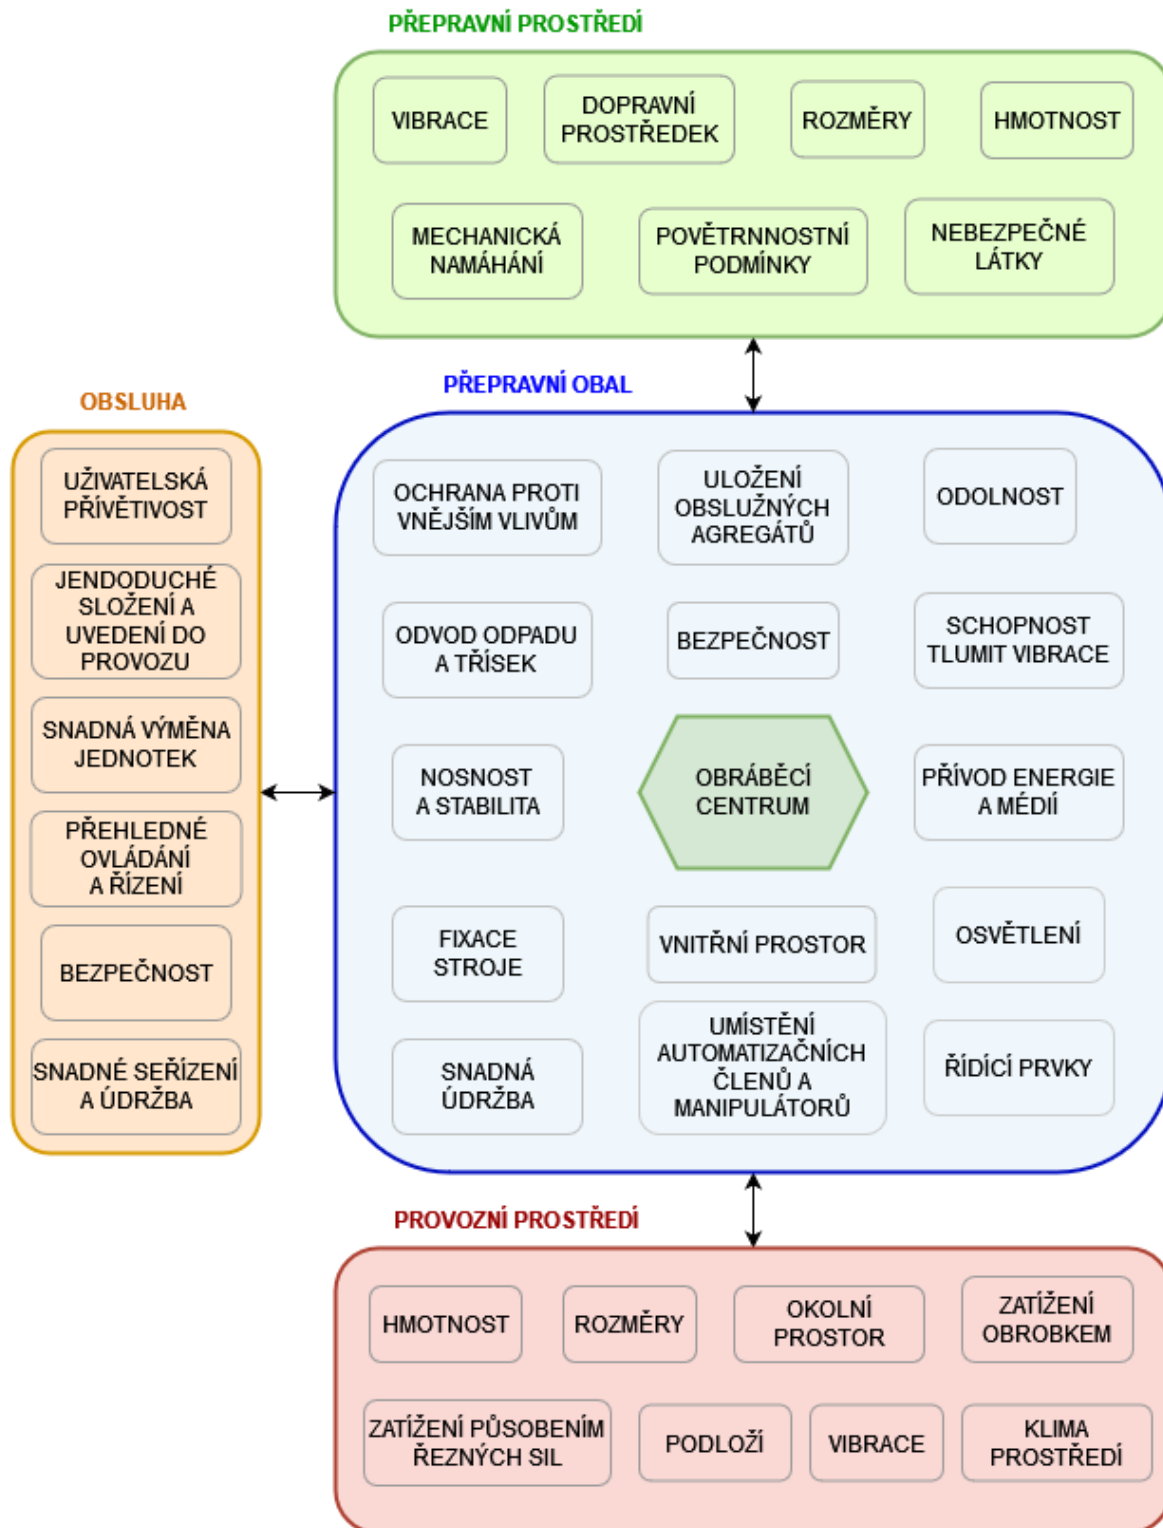 PŘEPRAVNÍ PROSTŘEDÍ
VIBRACE
DOPRAVNÍ
PROSTŘEDEK
ROZMĚRY
HMOTNOST
MECHANICKÁ
NAMÁHÁNÍ
POVĚTRNNOSTNÍ
PODMÍNKY
NEBEZPEČNÉ
LÁTKY
OBSLUHA
UŽIVATELSKÁ
PŘÍVĚTIVOST
JENDODUCHÉ
SLOŽENÍ A
UVEDENÍ DO
PROVOZU
SNADNÁ VÝMĚNA
JEDNOTEK
PŘEHLEDNÉ
OVLÁDÁNÍ
A ŘÍZENÍ
BEZPEČNOST
SNADNÉ SEŘÍZENÍ
A ÚDRŽBA
PŘEPRAVNÍ OBAL
OCHRANA PROTI
VNĚJŠÍM VLIVŮM
ULOŽENÍ
OBSLUŽNÝCH
AGREGÁTŮ
ODOLNOST
ODVOD ODPADU
A TŘÍSEK
BEZPEČNOST
SCHOPNOST
TLUMIT VIBRACE
NOSNOST
A STABILITA
OBRÁBĚCÍ
CENTRUM
PŘÍVOD ENERGIE
A MÉDIÍ
FIXACE
STROJE
VNITŘNÍ PROSTOR
OSVĚTLENÍ
SNADNÁ
ÚDRŽBA
UMÍSTĚNÍ
AUTOMATIZAČNÍCH
ČLENŮ A
MANIPULÁTORŮ
ŘÍDÍCÍ PRVKY
PROVOZNÍ PROSTŘEDÍ
HMOTNOST
ROZMĚRY
OKOLNÍ
PROSTOR
ZATÍŽENÍ
OBROBKEM
ZATÍŽENÍ PŮSOBENÍM
ŘEZNÝCH SIL
PODLOŽÍ
VIBRACE
KLIMA
PROSTŘEDÍ